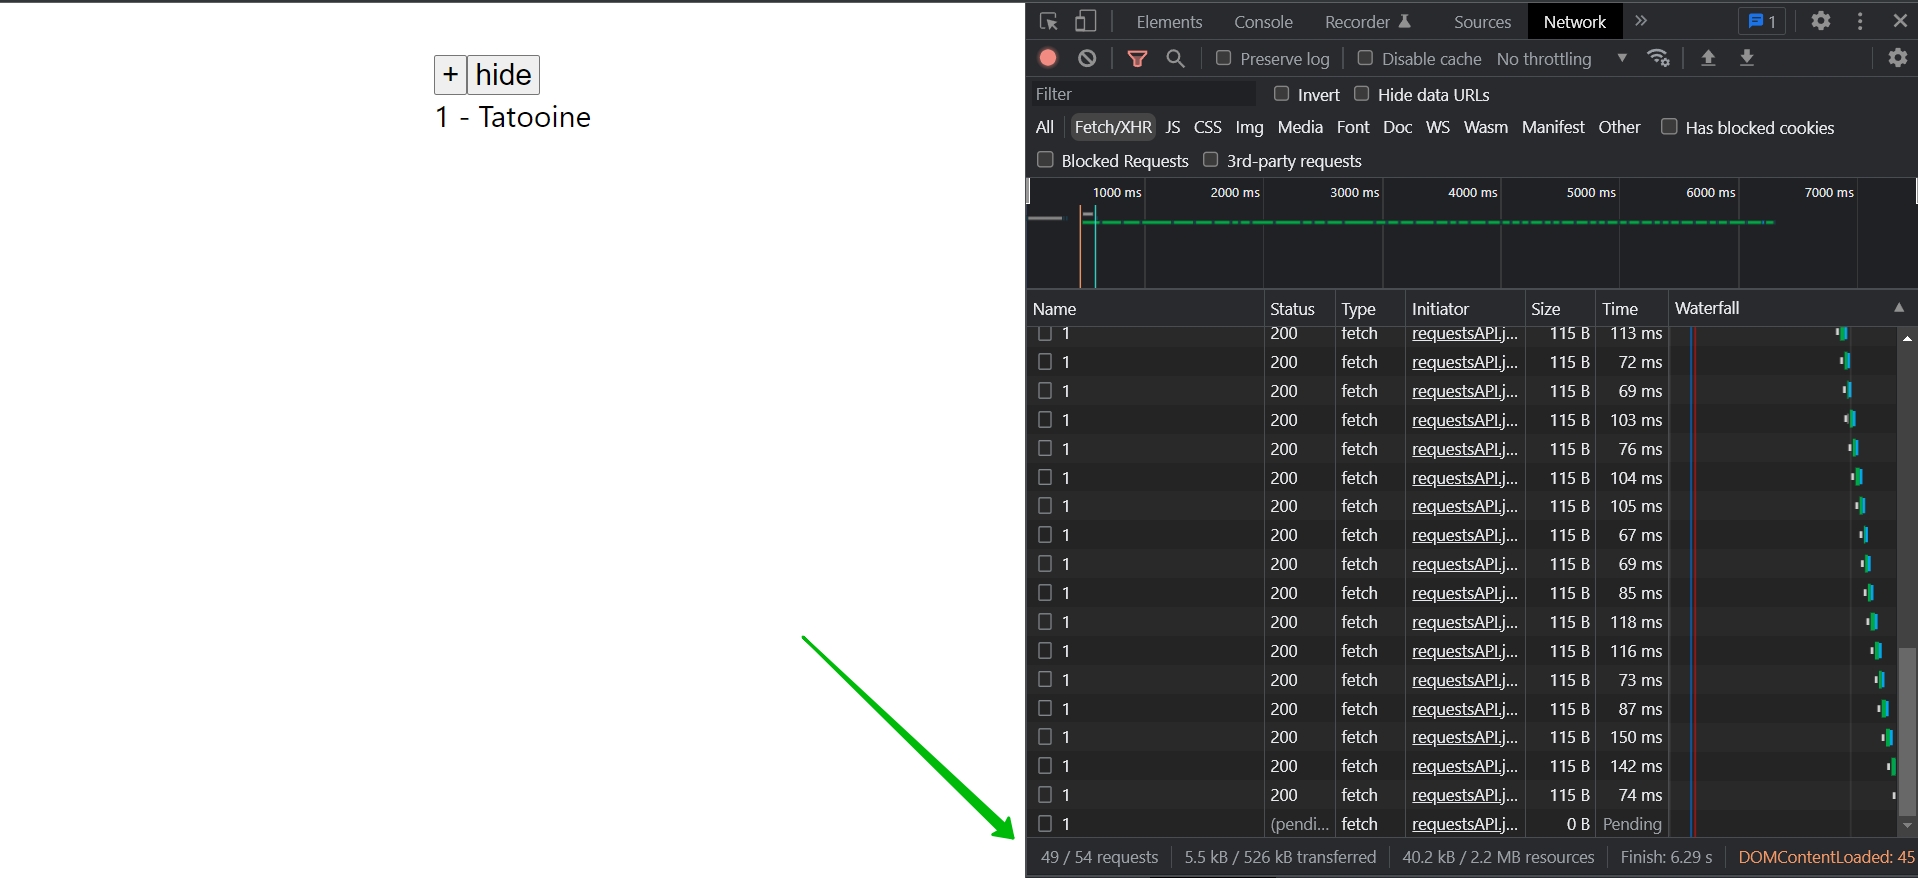 + hide
1 - Tatooine
Elements Console Recorder Sources Network » 1
Preserve log Disable cache No throttling
Filter Invert Hide data URLs
All Fetch/XHR JS CSS Img Media Font Doc WS Wasm Manifest Other Has blocked cookies
Blocked Requests 3rd-party requests
1000 ms 2000 ms 3000 ms 4000 ms 5000 ms 6000 ms 7000 ms
Name Status Type Initiator Size Time Waterfall
1 200 fetch requestsAPI.j... 115 B 113 ms
1 200 fetch requestsAPI.j... 115 B 72 ms
1 200 fetch requestsAPI.j... 115 B 69 ms
1 200 fetch requestsAPI.j... 115 B 103 ms
1 200 fetch requestsAPI.j... 115 B 76 ms
1 200 fetch requestsAPI.j... 115 B 104 ms
1 200 fetch requestsAPI.j... 115 B 105 ms
1 200 fetch requestsAPI.j... 115 B 67 ms
1 200 fetch requestsAPI.j... 115 B 69 ms
1 200 fetch requestsAPI.j... 115 B 85 ms
1 200 fetch requestsAPI.j... 115 B 118 ms
1 200 fetch requestsAPI.j... 115 B 116 ms
1 200 fetch requestsAPI.j... 115 B 73 ms
1 200 fetch requestsAPI.j... 115 B 87 ms
1 200 fetch requestsAPI.j... 115 B 150 ms
1 200 fetch requestsAPI.j... 115 B 142 ms
1 200 fetch requestsAPI.j... 115 B 74 ms
1 (pendi... fetch requestsAPI.j... 0 B Pending
49 / 54 requests 5.5 kB / 526 kB transferred 40.2 kB / 2.2 MB resources Finish: 6.29 s DOMContentLoaded: 45